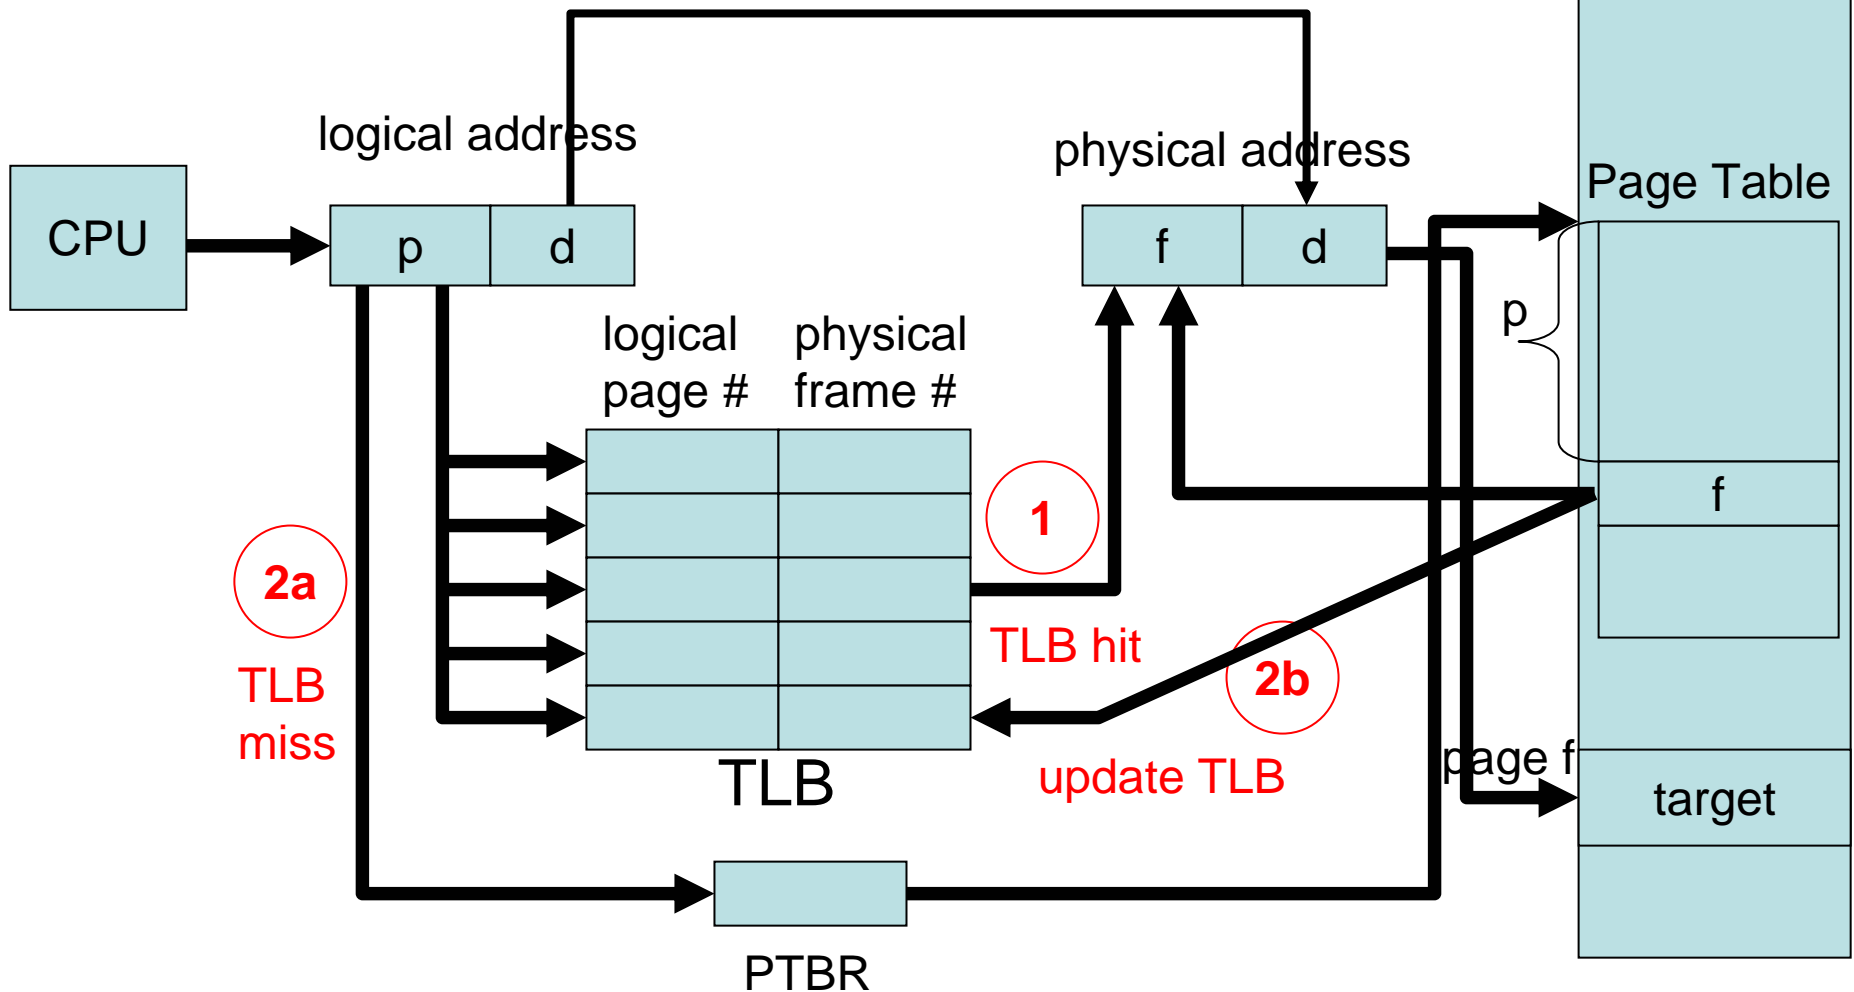 logical address
physical address
Page Table
CPU
p
d
f
d
logical
page #
physical
frame #
p
f
1
2a
TLB hit
TLB
miss
2b
page f
update TLB
TLB
target
PTBR